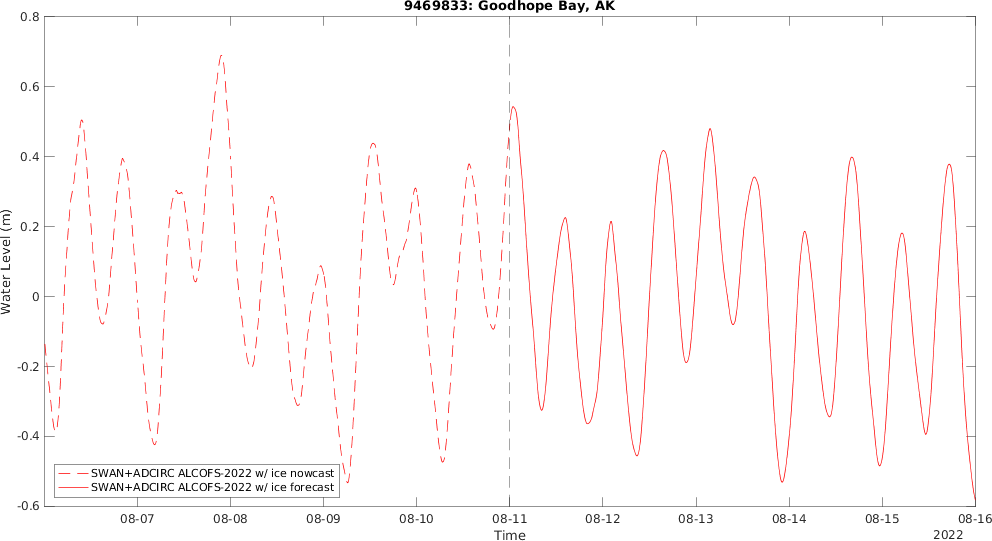 9469833: Goodhope Bay, AK
0.8
0.6
0.4
0.2
0
-0.2
-0.4
-0.6
Water Level (m)
SWAN+ADCIRC ALCOFS-2022 w/ ice nowcast
SWAN+ADCIRC ALCOFS-2022 w/ ice forecast
08-07 08-08 08-09 08-10 08-11 08-12 08-13 08-14 08-15 08-16
Time
2022